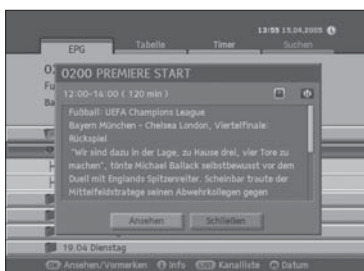 13:55 15.04.2005
EPG Tabelle Timer Suchen
0200 PREMIERE START
12:00-14:00 ( 120 min )
Fußball: UEFA Champions League
Bayern München - Chelsea London, Viertelfinale:
Rückspiel
"Wir sind dazu in der Lage, zu Hause drei, vier Tore zu
machen", tönte Michael Ballack selbstbewusst vor dem
Duell mit Englands Spitzenreiter. Scheinbar traute der
Mittelfeldstratege seinen Abwehrkollegen gegen
Ansehen Schließen
19.04 Dienstag
Ansehen/Vormerken Info Kanalliste Datum